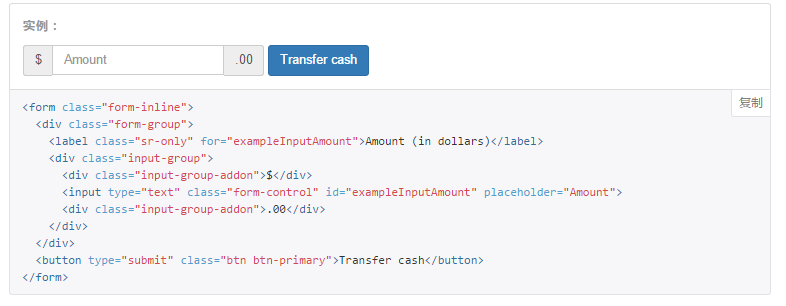 实例：
$ Amount .00 Transfer cash
复制
<form class="form-inline">
  <div class="form-group">
    <label class="sr-only" for="exampleInputAmount">Amount (in dollars)</label>
    <div class="input-group">
      <div class="input-group-addon">$</div>
      <input type="text" class="form-control" id="exampleInputAmount" placeholder="Amount">
      <div class="input-group-addon">.00</div>
    </div>
  </div>
  <button type="submit" class="btn btn-primary">Transfer cash</button>
</form>